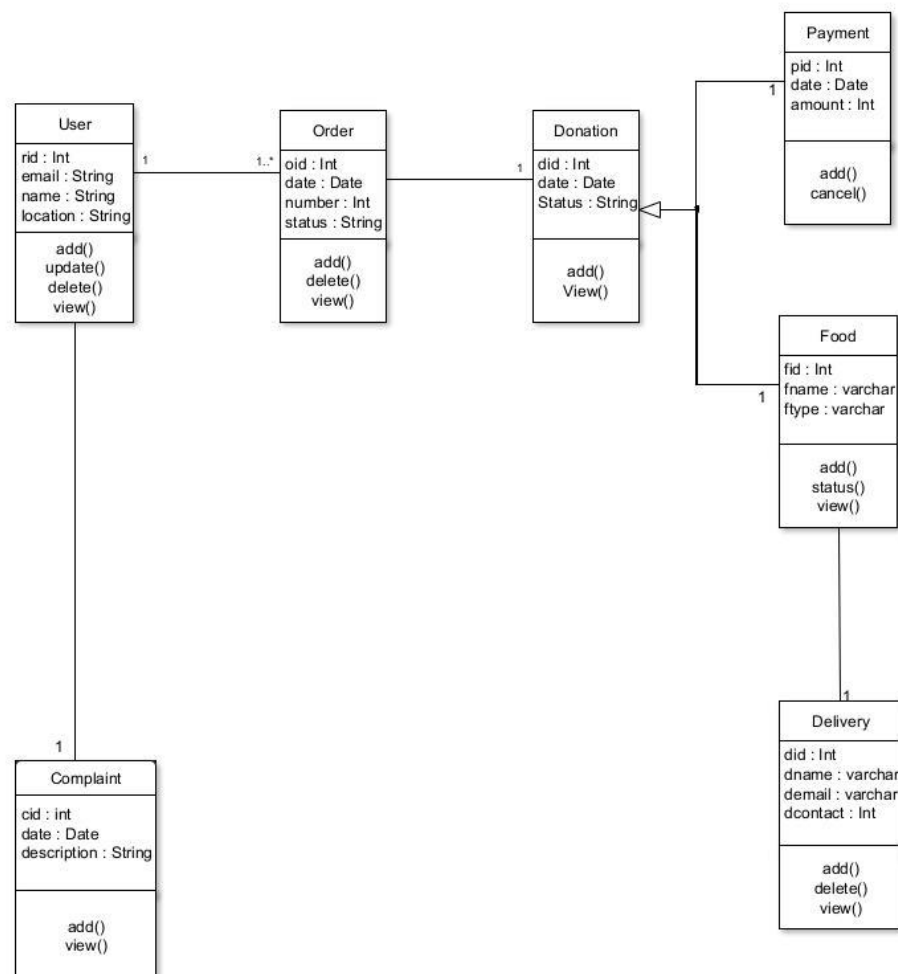 Payment
pid : Int
date : Date
amount : Int
add()
cancel()
1
User
rid : Int
email : String
name : String
location : String
add()
update()
delete()
view()
1
1..*
Order
oid : Int
date : Date
number : Int
status : String
add()
delete()
view()
1
Donation
did : Int
date : Date
Status : String
add()
View()
Food
fid : Int
fname : varchar
ftype : varchar
add()
status()
view()
1
1
Delivery
did : Int
dname : varchar
demail : varchar
dcontact : Int
add()
delete()
view()
1
Complaint
cid : int
date : Date
description : String
add()
view()